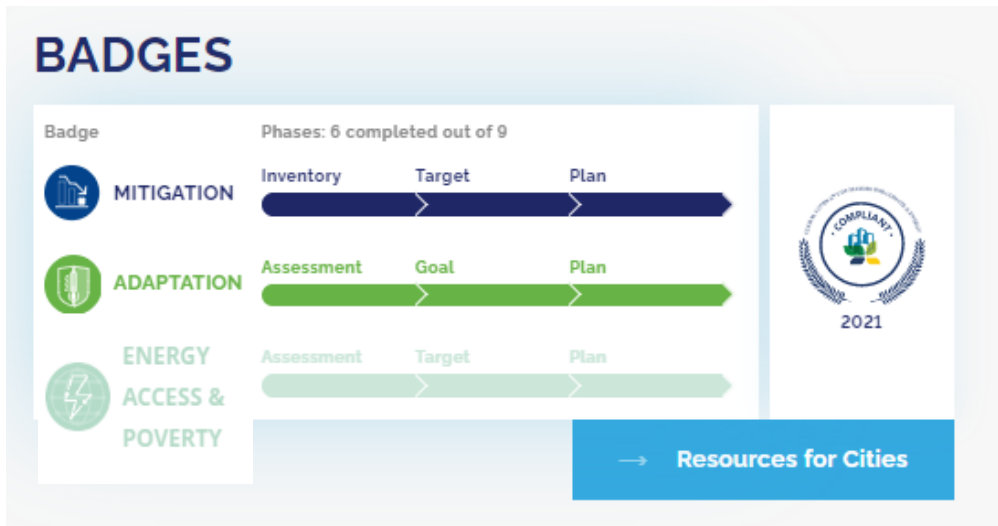 BADGES
Badge
Phases: 6 completed out of 9
MITIGATION
Inventory
Target
Plan
ADAPTATION
Assessment
Goal
Plan
ENERGY
ACCESS &
POVERTY
Assessment
Target
Plan
COMPLIANT
2021
Resources for Cities